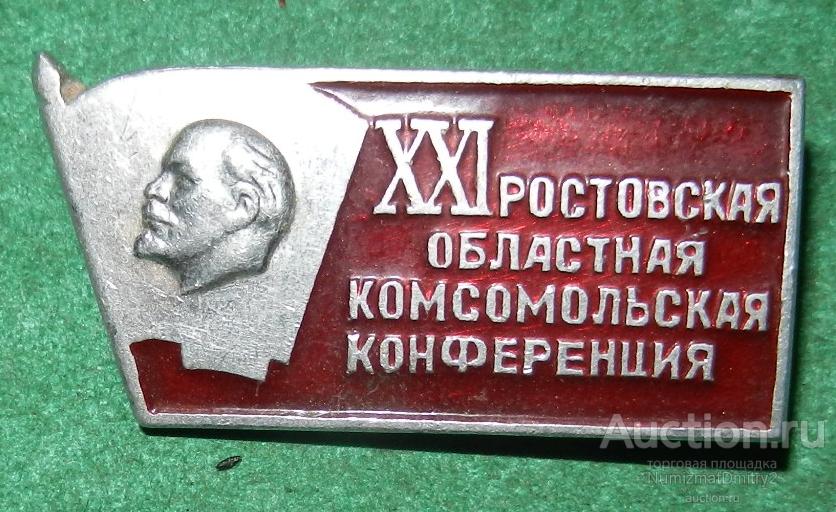 XXI РОСТОВСКАЯ
ОБЛАСТНАЯ
КОМСОМОЛЬСКАЯ
КОНФЕРЕНЦИЯ
Auction.ru
торговая площадка
NumizmatDmitry2
auction.ru